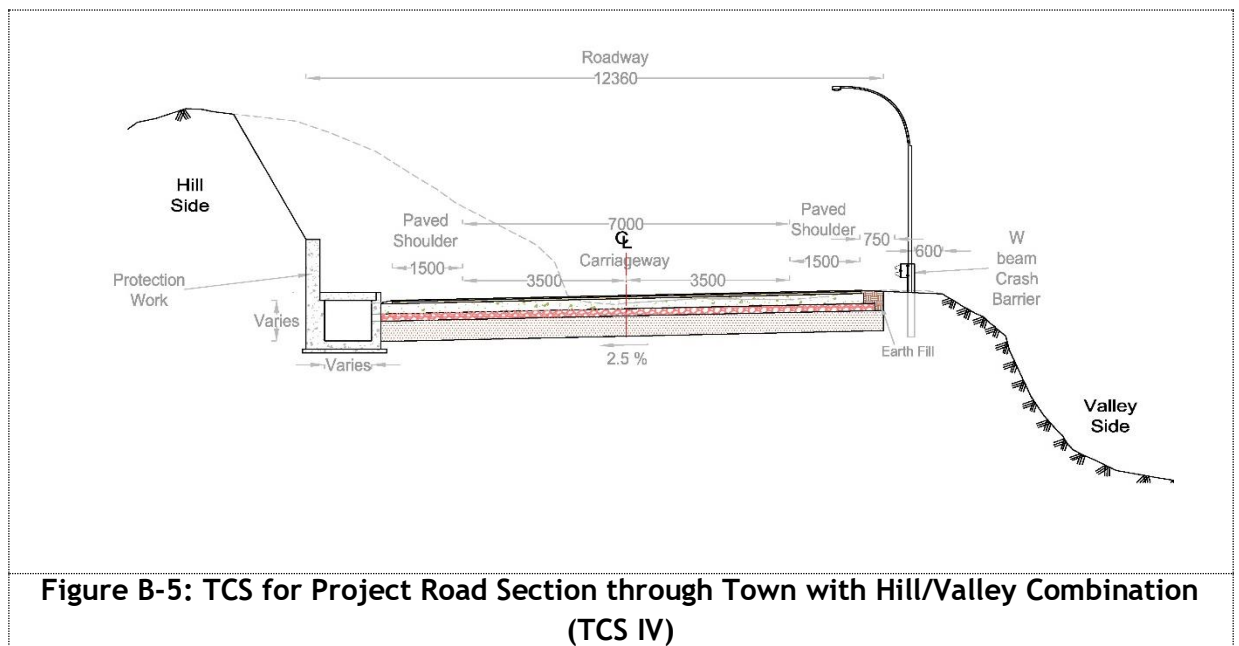 Roadway
12360
Hill
Side
Paved
Shoulder
7000
Paved
Shoulder
750
600
W
beam
Crash
Barrier
CL
Carriageway
1500
3500
3500
1500
Protection
Work
Varies
Varies
2.5 %
Earth Fill
Valley
Side
Figure B-5: TCS for Project Road Section through Town with Hill/Valley Combination
(TCS IV)